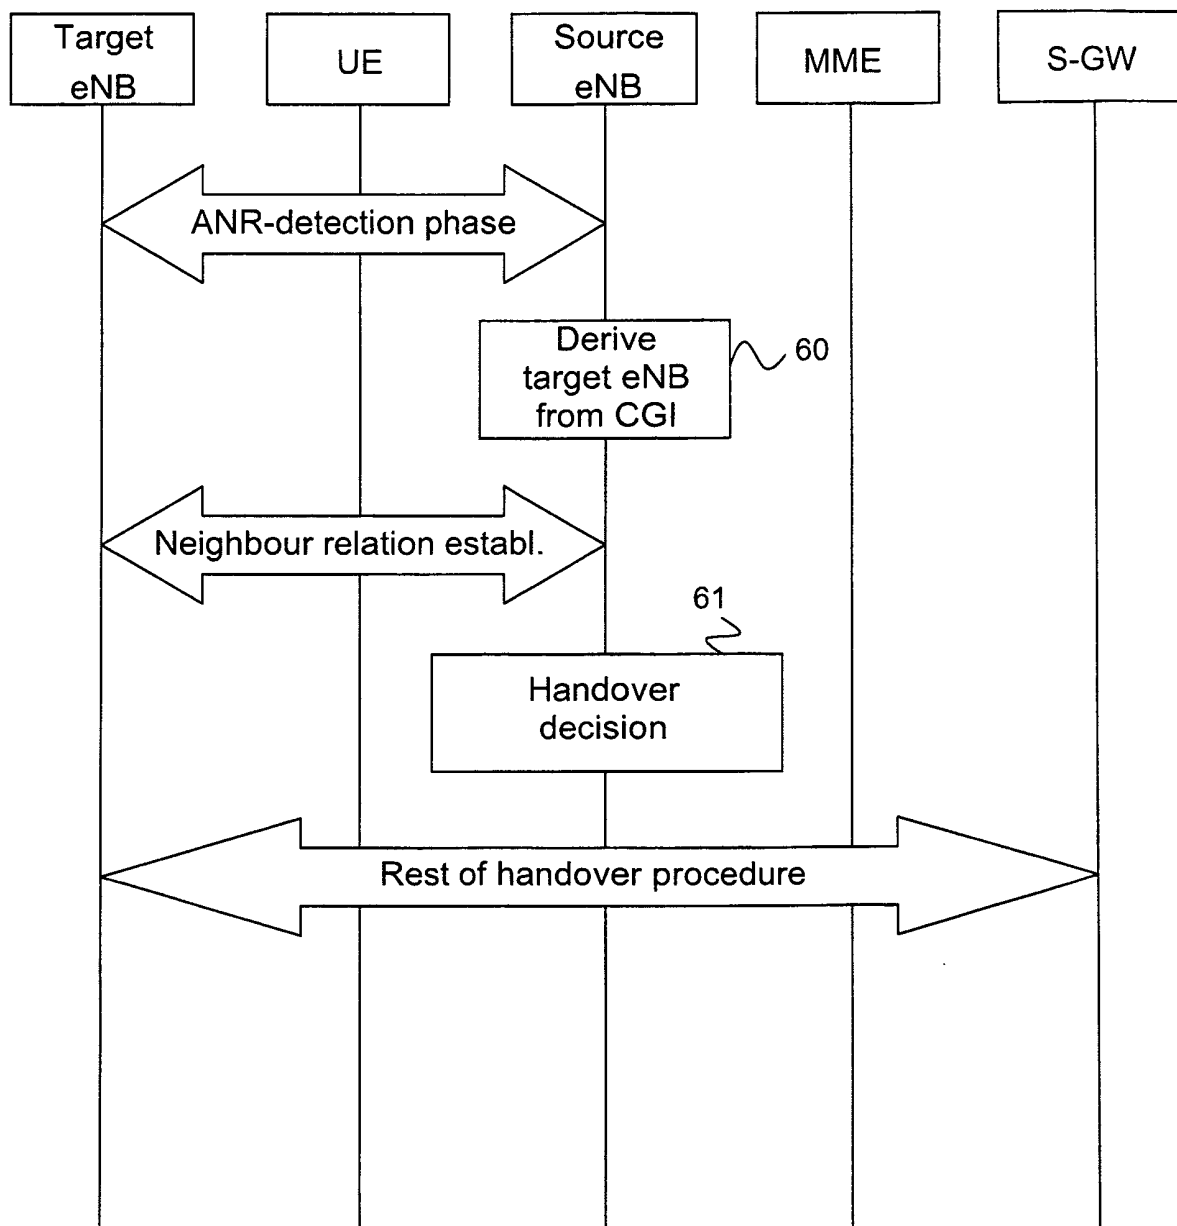 Target
eNB
UE
Source
eNB
MME
S-GW
ANR-detection phase
Derive
target eNB
from CGI
60
Neighbour relation establ.
61
Handover
decision
Rest of handover procedure